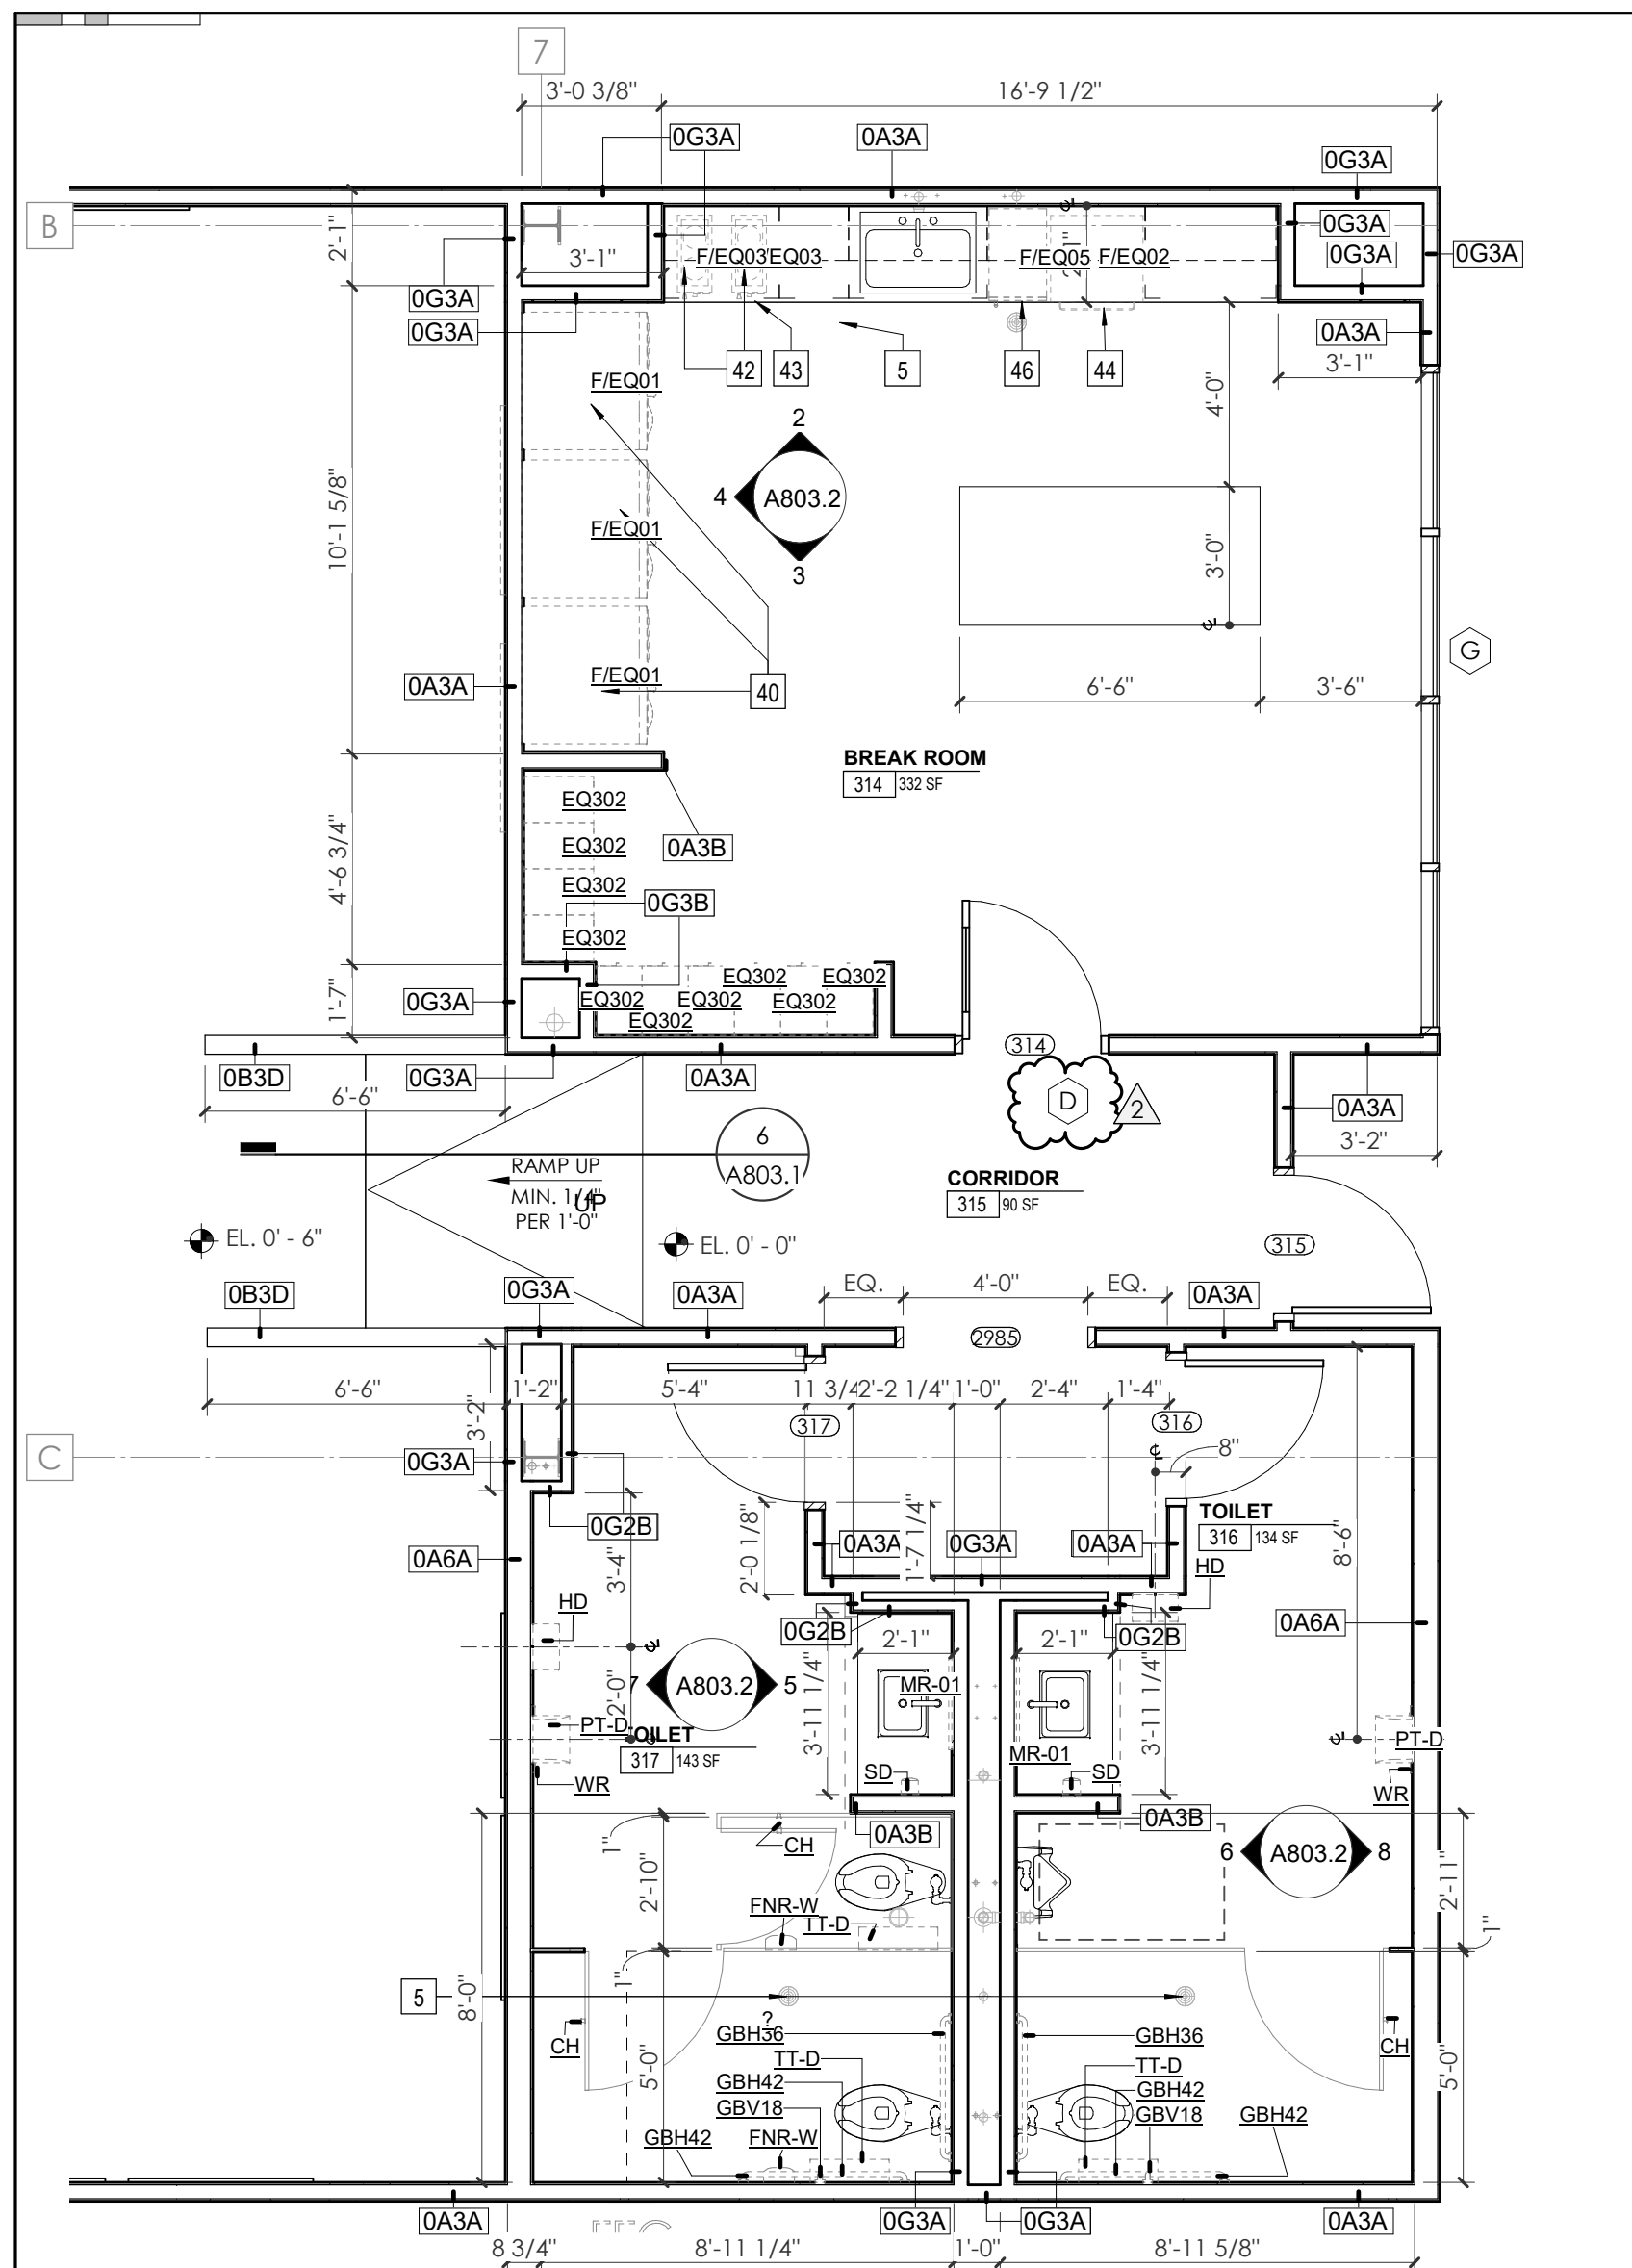 7
3'-0 3/8"
16'-9 1/2"
0G3A
0A3A
0G3A
B
2'-1"
3'-1"
F/EQ03
EQ03
F/EQ05
F/EQ02
0G3A
0G3A
0G3A
0G3A
0G3A
0A3A
42
43
5
46
44
3'-1"
F/EQ01
4'-0"
2
4
A803.2
3
10'-1 5/8"
F/EQ01
3'-0"
G
F/EQ01
40
0A3A
6'-6"
3'-6"
BREAK ROOM
314
332 SF
EQ302
EQ302
0A3B
4'-6 3/4"
EQ302
0G3B
EQ302
EQ302
EQ302
1'-7"
0G3A
EQ302
EQ302
EQ302
EQ302
314
0B3D
0G3A
0A3A
6'-6"
D
2
0A3A
3'-2"
6
A803.1
RAMP UP
MIN. 1/4"
UP
PER 1'-0"
CORRIDOR
315
90 SF
EL. 0' - 6"
EL. 0' - 0"
315
0B3D
0G3A
0A3A
EQ.
4'-0"
EQ.
0A3A
2985
6'-6"
1'-2"
5'-4"
11 3/4
2'-2 1/4"
1'-0"
2'-4"
1'-4"
317
316
3'-2"
C
0G3A
8"
0G2B
TOILET
316
134 SF
0A6A
3'-4"
2'-0 1/8"
0A3A
1'-7 1/4"
0G3A
0A3A
8'-6"
HD
HD
0G2B
0G2B
0A6A
2'-1"
2'-1"
7
A803.2
5
MR-01
2'-0"
3'-11 1/4"
3'-11 1/4"
PT-D
OILET
317
143 SF
MR-01
PT-D
WR
SD
SD
WR
0A3B
0A3B
1"
CH
6
A803.2
8
2'-10"
2'-11"
FNR-W
TT-D
1"
1"
5
8'-0"
?
GBH36
GBH36
CH
CH
TT-D
TT-D
5'-0"
5'-0"
GBH42
GBH42
GBV18
GBV18
GBH42
FNR-W
GBH42
0A3A
0G3A
0G3A
0A3A
8 3/4"
8'-11 1/4"
1'-0"
8'-11 5/8"